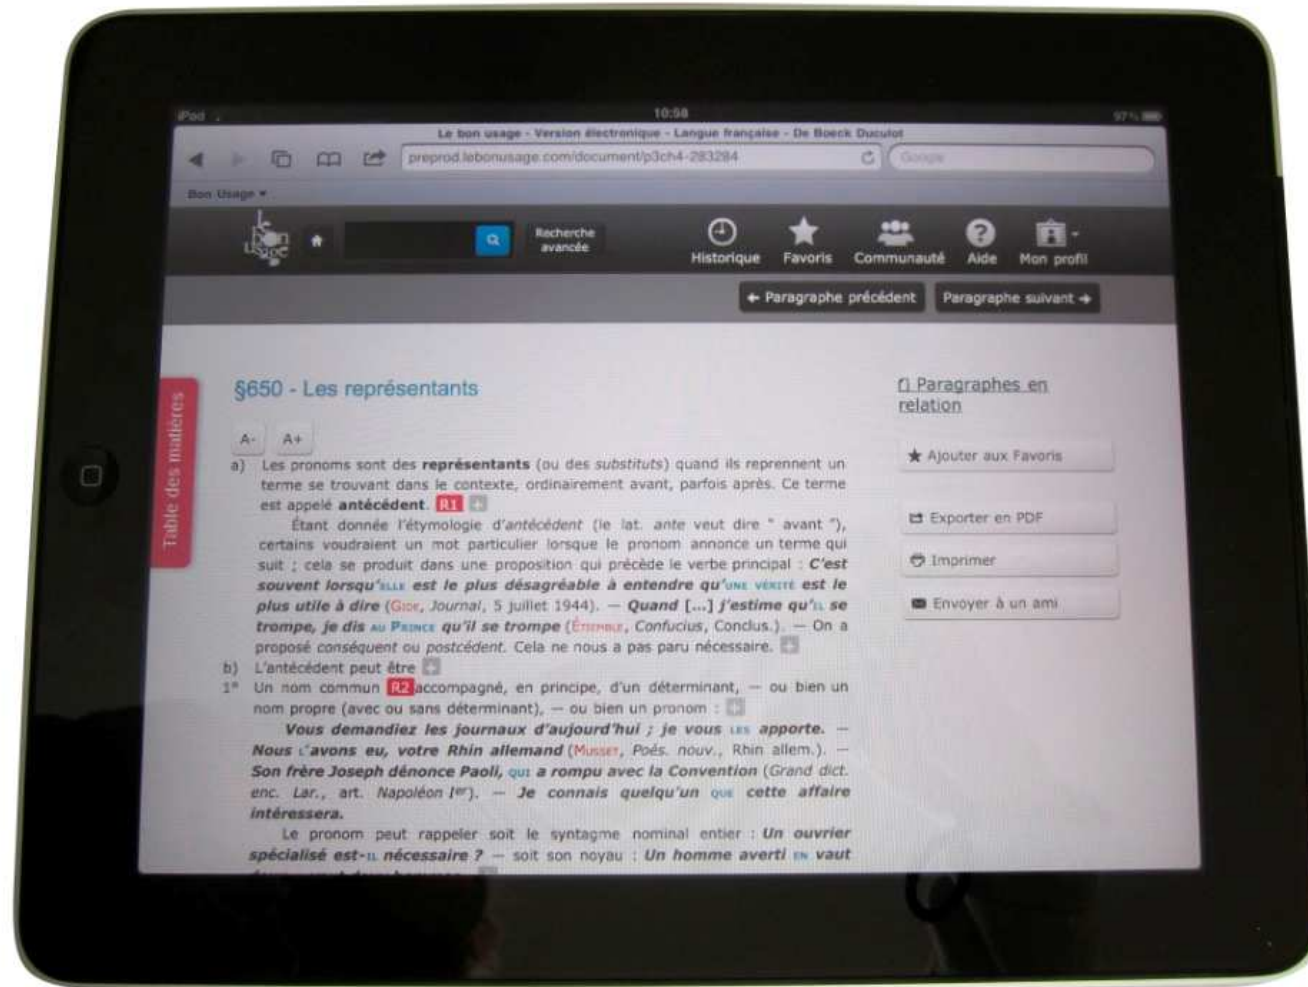 iPod
10:58
97%
Le bon usage - Version électronique - Langue française - De Boeck Duculot
preprod.lebonusage.com/document/p3ch4-283284
Google
Bon Usage
le bon usage
Recherche
avancée
Historique
Favoris
Communauté
Aide
Mon profil
← Paragraphe précédent
Paragraphe suivant →
Table des matières
§650 - Les représentants
A-
A+
a) Les pronoms sont des représentants (ou des substituts) quand ils reprennent un
terme se trouvant dans le contexte, ordinairement avant, parfois après. Ce terme
est appelé antécédent. R1 +
Étant donnée l'étymologie d'antécédent (le lat. ante veut dire " avant "),
certains voudraient un mot particulier lorsque le pronom annonce un terme qui
suit ; cela se produit dans une proposition qui précède le verbe principal : C'est
souvent lorsqu'ELLE est le plus désagréable à entendre qu'UNE VÉRITÉ est le
plus utile à dire (GIDE, Journal, 5 juillet 1944). — Quand [...] j'estime qu'IL se
trompe, je dis AU PRINCE qu'il se trompe (ÉTIEMBLE, Confucius, Conclus.). — On a
proposé conséquent ou postcédent. Cela ne nous a pas paru nécessaire. +
b) L'antécédent peut être +
1° Un nom commun R2 accompagné, en principe, d'un déterminant, — ou bien un
nom propre (avec ou sans déterminant), — ou bien un pronom : +
Vous demandiez les journaux d'aujourd'hui ; je vous LES apporte. —
Nous L'avons eu, votre Rhin allemand (MUSSET, Poés. nouv., Rhin allem.). —
Son frère Joseph dénonce Paoli, QUI a rompu avec la Convention (Grand dict.
enc. Lar., art. Napoléon Ier). — Je connais quelqu'un QUE cette affaire
intéressera.
Le pronom peut rappeler soit le syntagme nominal entier : Un ouvrier
spécialisé est-IL nécessaire ? — soit son noyau : Un homme averti EN vaut
Paragraphes en
relation
Ajouter aux Favoris
Exporter en PDF
Imprimer
Envoyer à un ami